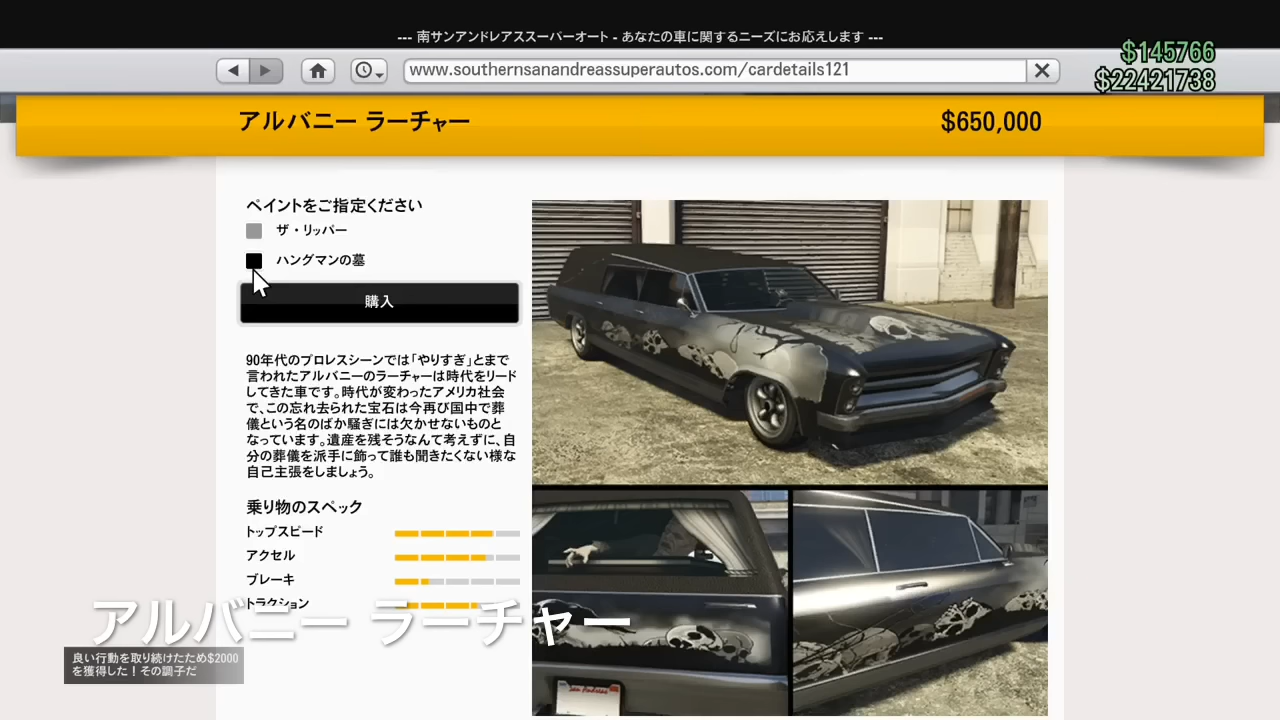 --- 南サンアンドレアススーパーオート - あなたの車に関するニーズにお応えします ---
www.southernsanandreassuperautos.com/cardetails121
$145766
$22421738
アルバニー ラーチャー
$650,000
ペイントをご指定ください
ザ・リッパー
ハングマンの墓
購入
90年代のプロレスシーンでは「やりすぎ」とまで
言われたアルバニーのラーチャーは時代をリード
してきた車です。時代が変わったアメリカ社会
で、この忘れ去られた宝石は今再び国中で葬
儀という名のばか騒ぎには欠かせないものと
なっています。遺産を残そうなんて考えずに、自
分の葬儀を派手に飾って誰も聞きたくない様な
自己主張をしましょう。
乗り物のスペック
トップスピード
アクセル
ブレーキ
トラクション
アルバニー ラーチャー
良い行動を取り続けたため$2000
を獲得した！その調子だ
San Andreas